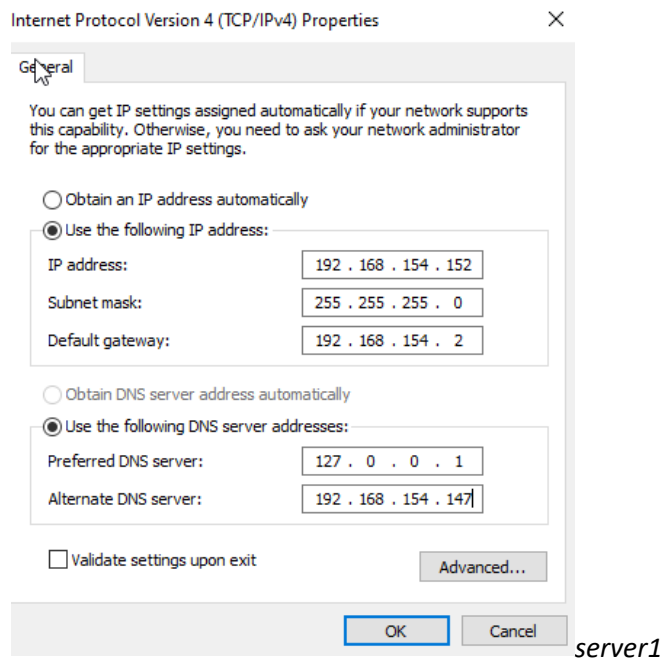 Internet Protocol Version 4 (TCP/IPv4) Properties
General
You can get IP settings assigned automatically if your network supports
this capability. Otherwise, you need to ask your network administrator
for the appropriate IP settings.
Obtain an IP address automatically
Use the following IP address:
IP address: 192 . 168 . 154 . 152
Subnet mask: 255 . 255 . 255 . 0
Default gateway: 192 . 168 . 154 . 2
Obtain DNS server address automatically
Use the following DNS server addresses:
Preferred DNS server: 127 . 0 . 0 . 1
Alternate DNS server: 192 . 168 . 154 . 147
Validate settings upon exit
Advanced...
OK Cancel
server1